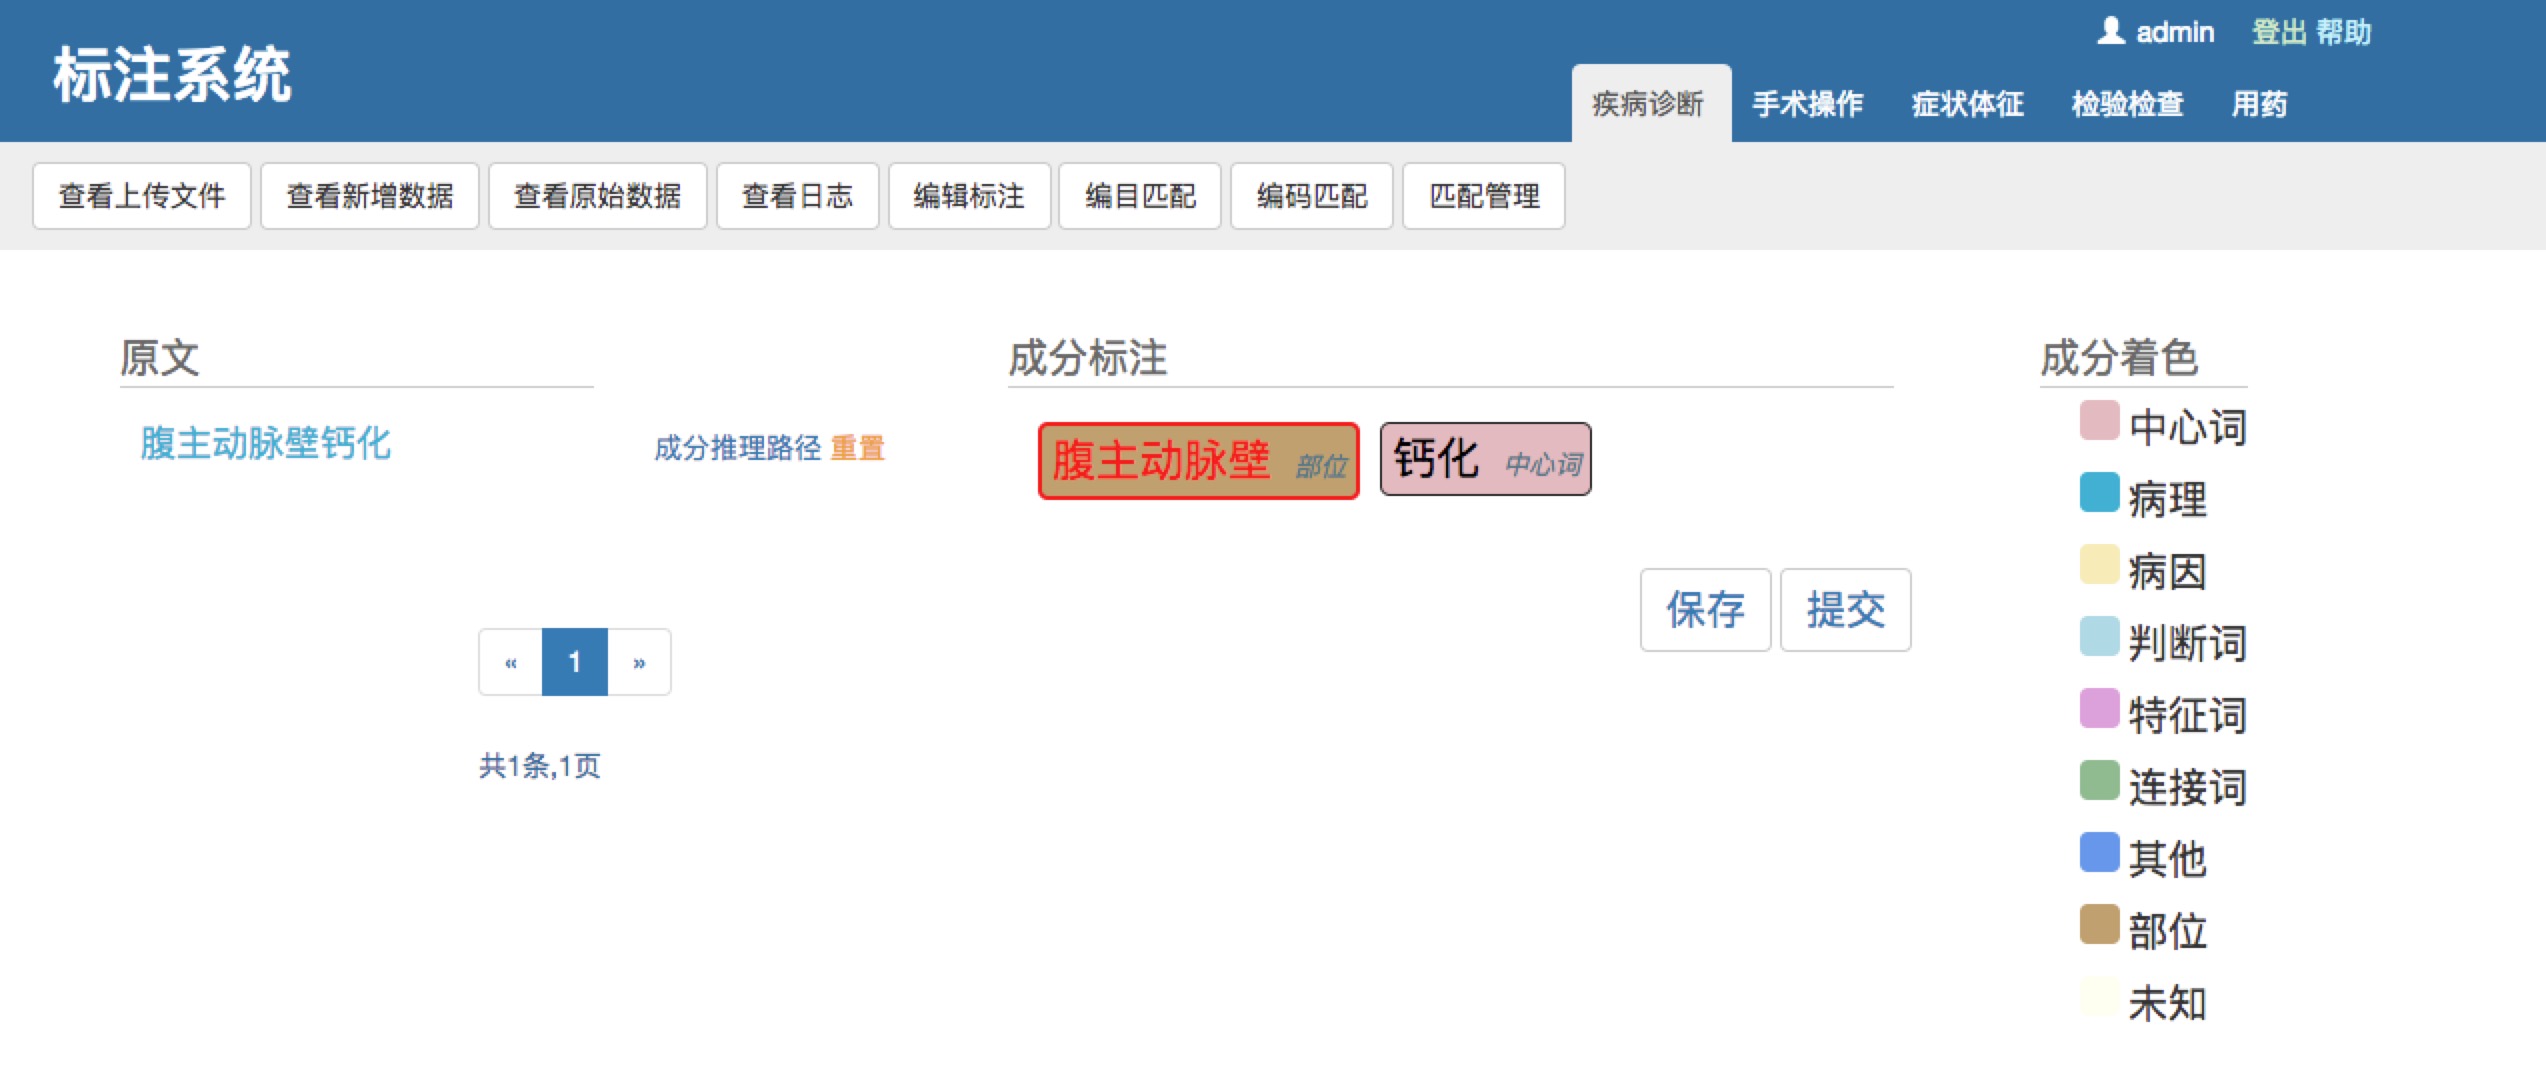 admin 登出 帮助
标注系统
疾病诊断 手术操作 症状体征 检验检查 用药
查看上传文件 查看新增数据 查看原始数据 查看日志 编辑标注 编目匹配 编码匹配 匹配管理
原文 成分标注 成分着色
腹主动脉壁钙化 成分推理路径 重置 腹主动脉壁 部位 钙化 中心词
中心词
病理
病因
保存 提交
判断词
« 1 »
特征词
共1条,1页
连接词
其他
部位
未知